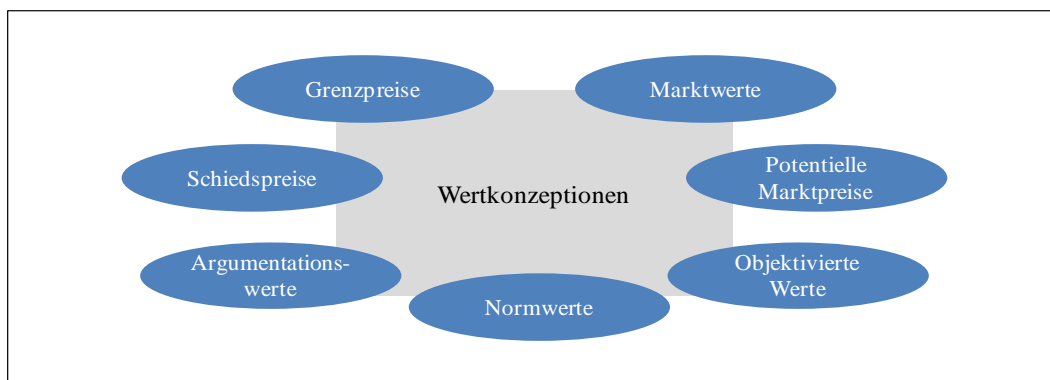 Grenzpreise
Marktwerte
Schiedspreise
Potentielle
Marktpreise
Wertkonzeptionen
Argumentations-
werte
Objektivierte
Werte
Normwerte